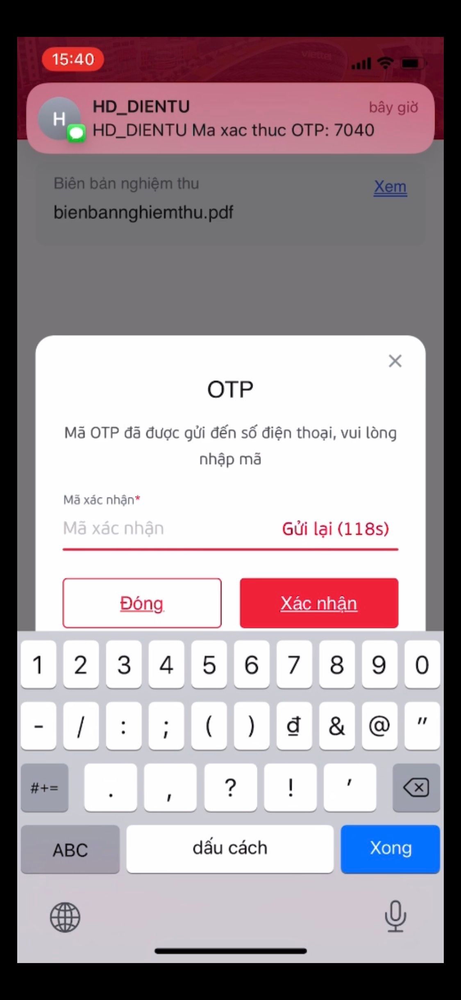 viettel
15:40
HD_DIENTU
bây giờ
H
HD_DIENTU Ma xac thuc OTP: 7040
Biên bản nghiệm thu
Xem
bienbannghiemthu.pdf
OTP
Mã OTP đã được gửi đến số điện thoại, vui lòng
nhập mã
Mã xác nhận*
Mã xác nhận
Gửi lại (118s)
Đóng
Xác nhận
1 2 3 4 5 6 7 8 9 0
- / : ; ( ) ₫ & @ "
#+= . , ? ! '
ABC
dấu cách
Xong